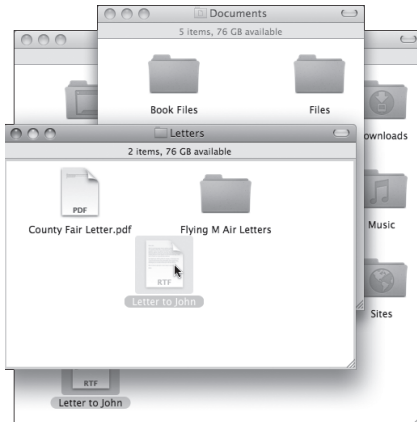 Documents
5 items, 76 GB available
Book Files
Files
Downloads
Letters
2 items, 76 GB available
PDF
County Fair Letter.pdf
Flying M Air Letters
Music
RTF
Letter to John
Sites
RTF
Letter to John